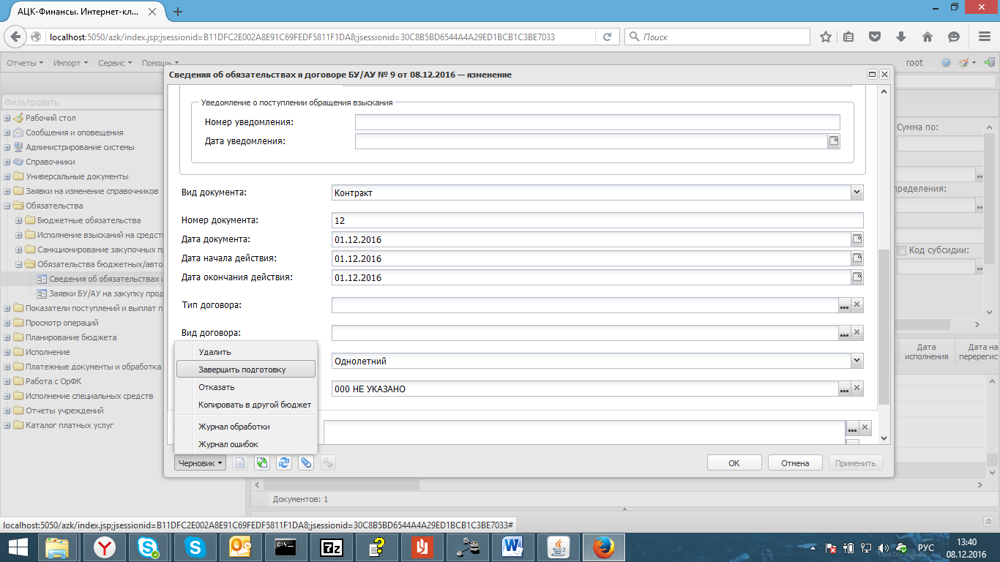 АЦК-Финансы. Интернет-кл...
localhost:5050/azk/index.jsp;jsessionid=B11DFC2E002A8E91C69FEDF5811F1DA8;jsessionid=30C8B5BD6544A4A29ED1BCB1C3BE7033
Поиск
Отчеты Импорт Сервис Помощь
root
Сведения об обязательствах и договоре БУ/АУ № 9 от 08.12.2016 — изменение
Фильтровать
Рабочий стол
Сообщения и оповещения
Администрирование системы
Справочники
Универсальные документы
Заявки на изменение справочников
Обязательства
Бюджетные обязательства
Исполнение взысканий на средст
Санкционирование закупочных пр
Обязательства бюджетных/авто
Сведения об обязательствах и
Заявки БУ/АУ на закупку прод
Показатели поступлений и выплат п
Просмотр операций
Планирование бюджета
Исполнение
Платежные документы и обработка
Работа с ОрФК
Исполнение специальных средств
Отчеты учреждений
Каталог платных услуг
Уведомление о поступлении обращения взыскания
Номер уведомления:
Дата уведомления:
Вид документа: Контракт
Номер документа: 12
Дата документа: 01.12.2016
Дата начала действия: 01.12.2016
Дата окончания действия: 01.12.2016
Тип договора:
Вид договора:
Однолетний
000 НЕ УКАЗАНО
Удалить
Завершить подготовку
Отказать
Копировать в другой бюджет
Журнал обработки
Журнал ошибок
Черновик
ОК Отмена Применить
Сумма по:
пределения:
Код субсидии:
Дата исполнения
Дата на перерегист
Документов: 1
localhost:5050/azk/index.jsp;jsessionid=B11DFC2E002A8E91C69FEDF5811F1DA8;jsessionid=30C8B5BD6544A4A29ED1BCB1C3BE7033#
C:\...
7z
РУС
13:40
08.12.2016